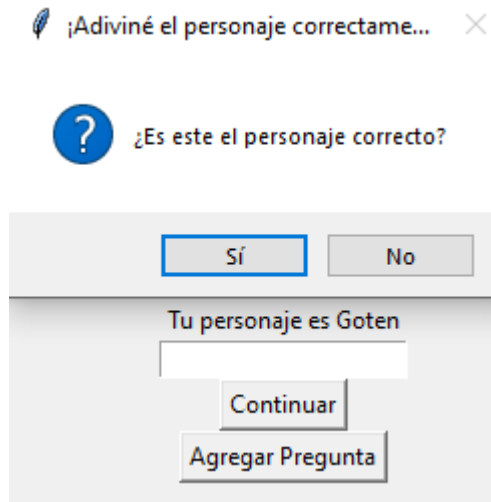 ¡Adiviné el personaje correctame...
¿Es este el personaje correcto?
Sí
No
Tu personaje es Goten
Continuar
Agregar Pregunta